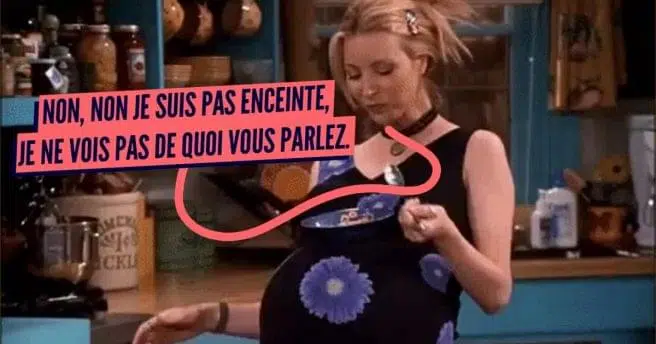 NON, NON JE SUIS PAS ENCEINTE,
JE NE VOIS PAS DE QUOI VOUS PARLEZ.